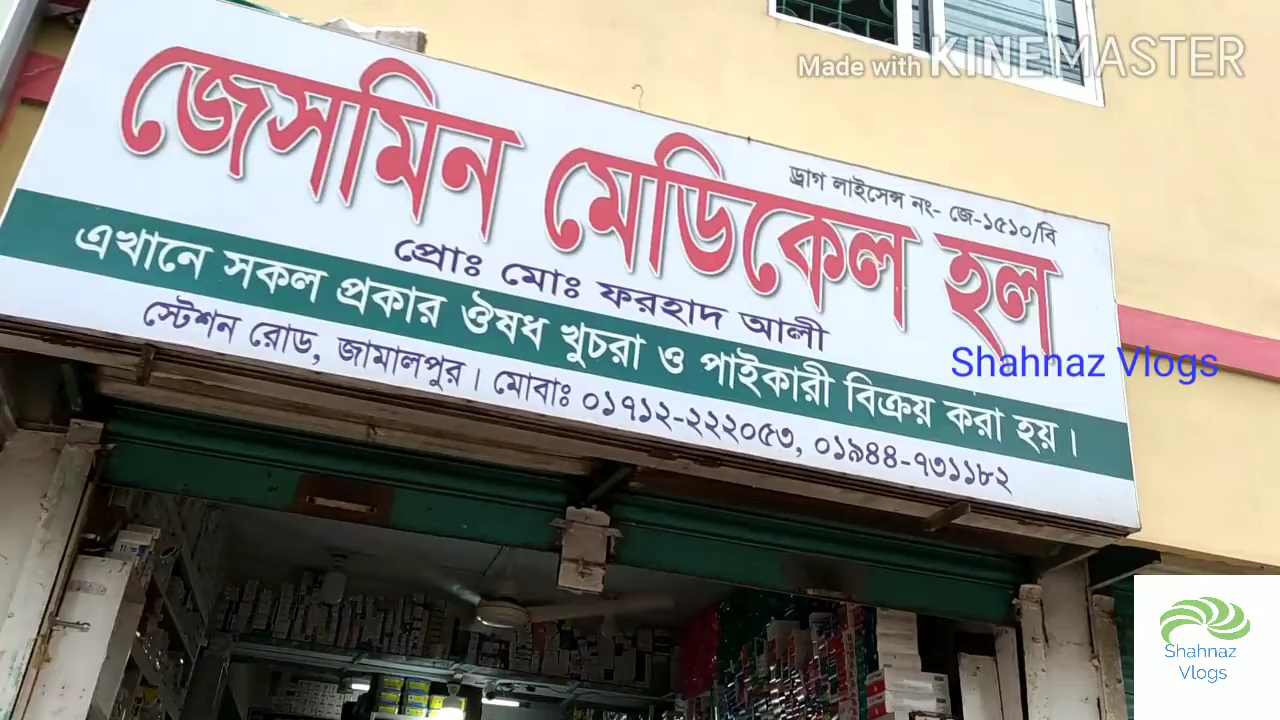 Made with KINEMASTER
জেসমিন মেডিকেল হল
ড্রাগ লাইসেন্স নং- জে-১৫১০/বি
প্রোঃ মোঃ ফরহাদ আলী
এখানে সকল প্রকার ঔষধ খুচরা ও পাইকারী বিক্রয় করা হয়।
স্টেশন রোড, জামালপুর। মোবাঃ ০১৭১২-২২২০৫৩, ০১৯৪৪-৭৩১১৮২
Shahnaz Vlogs
Shahnaz
Vlogs